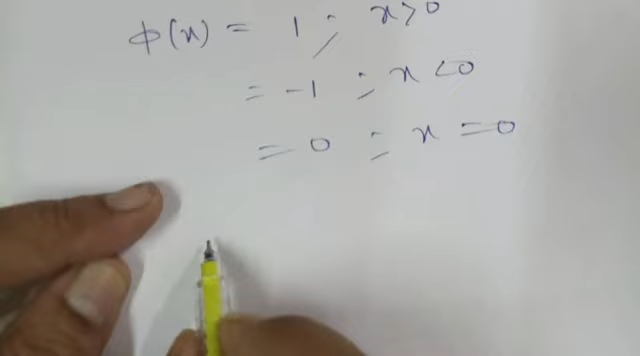 ϕ(x) = 1 ; x>0
= -1 ; x<0
= 0 ; x=0